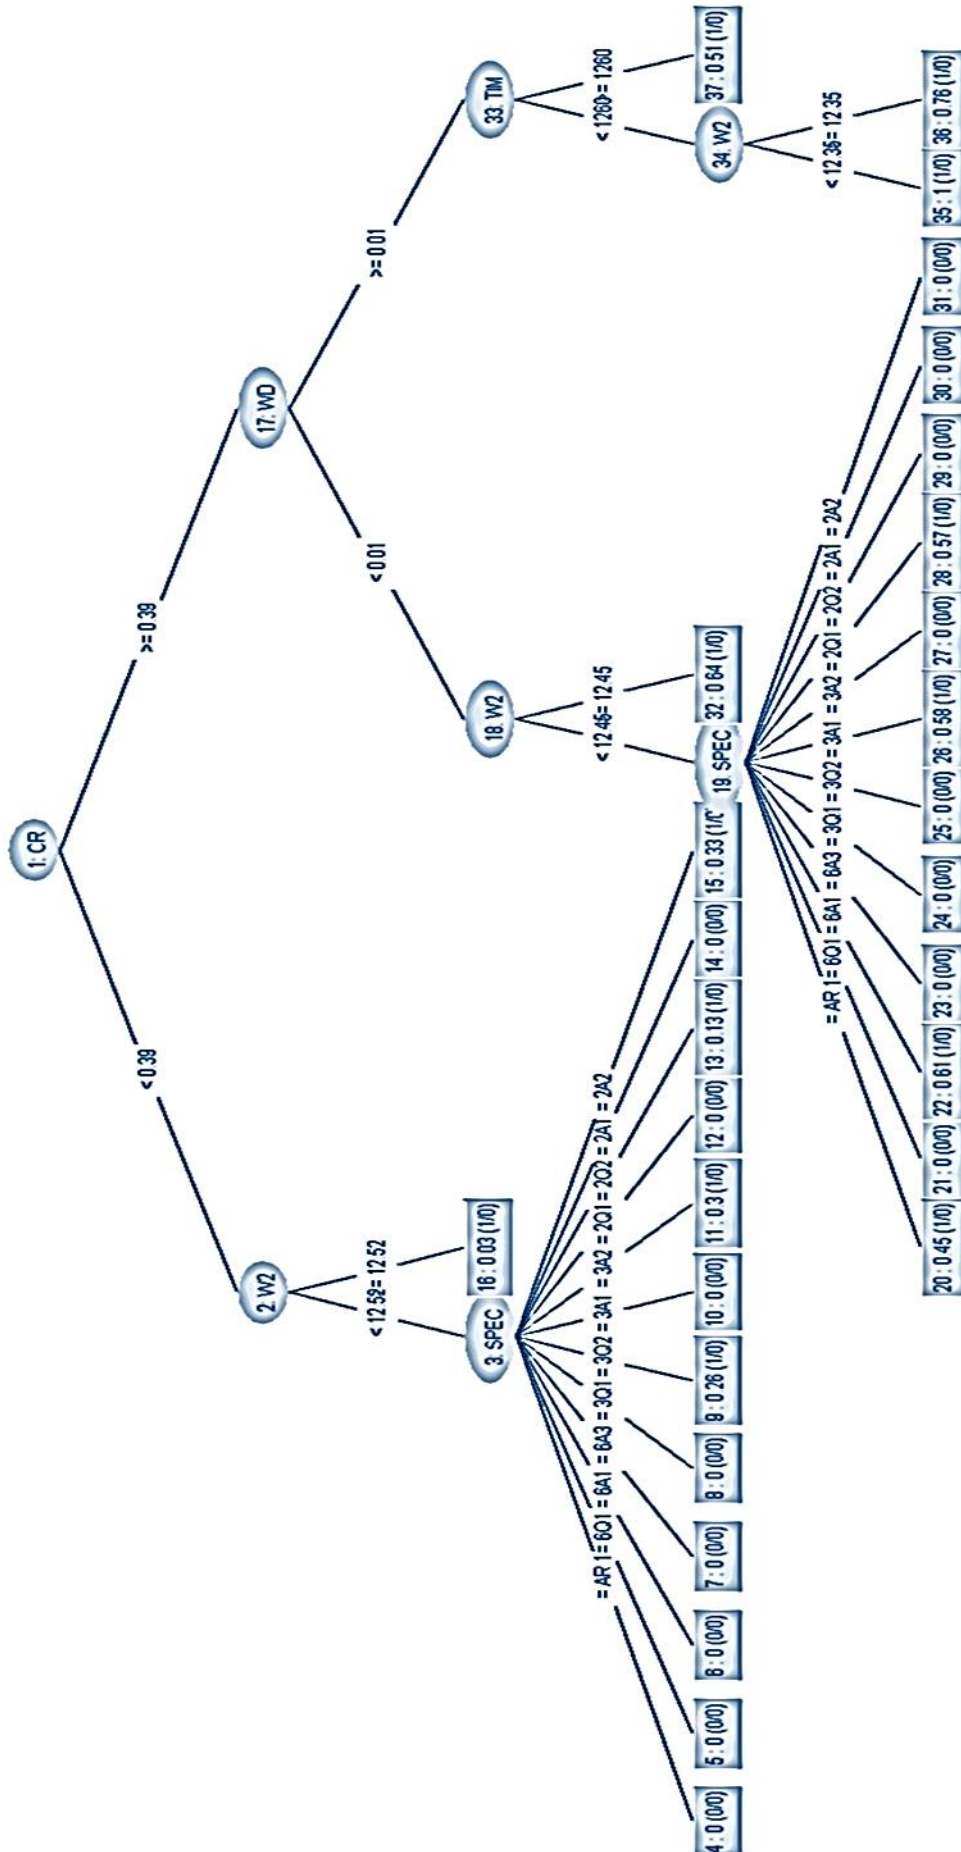 1: CR
< 0.39
>= 0.39
2: W2
17: WD
< 12.52
>= 12.52
< 0.01
>= 0.01
3: SPEC
16 : 0.03 (1/0)
18: W2
33: TIM
= AR1 = 6Q1 = 6A1 = 6A3 = 3Q1 = 3Q2 = 3A1 = 3A2 = 2Q1 = 2Q2 = 2A1 = 2A2
< 12.45
>= 12.45
< 1260
>= 1260
4 : 0 (0/0)
5 : 0 (0/0)
6 : 0 (0/0)
7 : 0 (0/0)
8 : 0 (0/0)
9 : 0.26 (1/0)
10 : 0 (0/0)
11 : 0.3 (1/0)
12 : 0 (0/0)
13 : 0.13 (1/0)
14 : 0 (0/0)
15 : 0.33 (1/0
19: SPEC
32 : 0.64 (1/0)
34: W2
37 : 0.51 (1/0)
= AR1 = 6Q1 = 6A1 = 6A3 = 3Q1 = 3Q2 = 3A1 = 3A2 = 2Q1 = 2Q2 = 2A1 = 2A2
< 12.35
>= 12.35
20 : 0.45 (1/0)
21 : 0 (0/0)
22 : 0.61 (1/0)
23 : 0 (0/0)
24 : 0 (0/0)
25 : 0 (0/0)
26 : 0.58 (1/0)
27 : 0 (0/0)
28 : 0.57 (1/0)
29 : 0 (0/0)
30 : 0 (0/0)
31 : 0 (0/0)
35 : 1 (1/0)
36 : 0.76 (1/0)